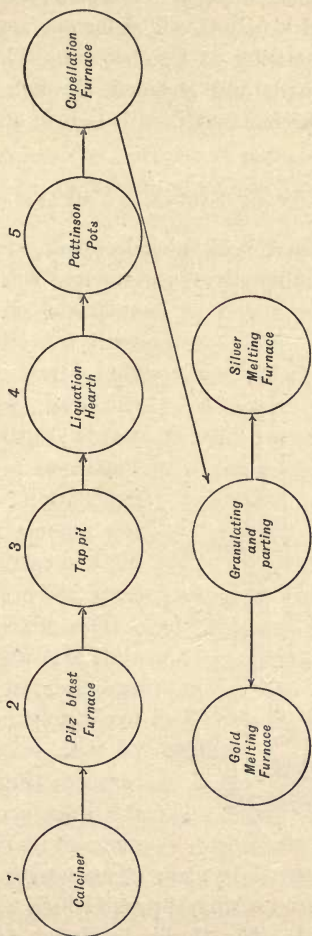 1
Calciner
2
Pilz blast
Furnace
3
Tap pit
4
Liquation
Hearth
5
Pattinson
Pots
Cupellation
Furnace
Gold
Melting
Furnace
Granulating
and
parting
Silver
Melting
Furnace